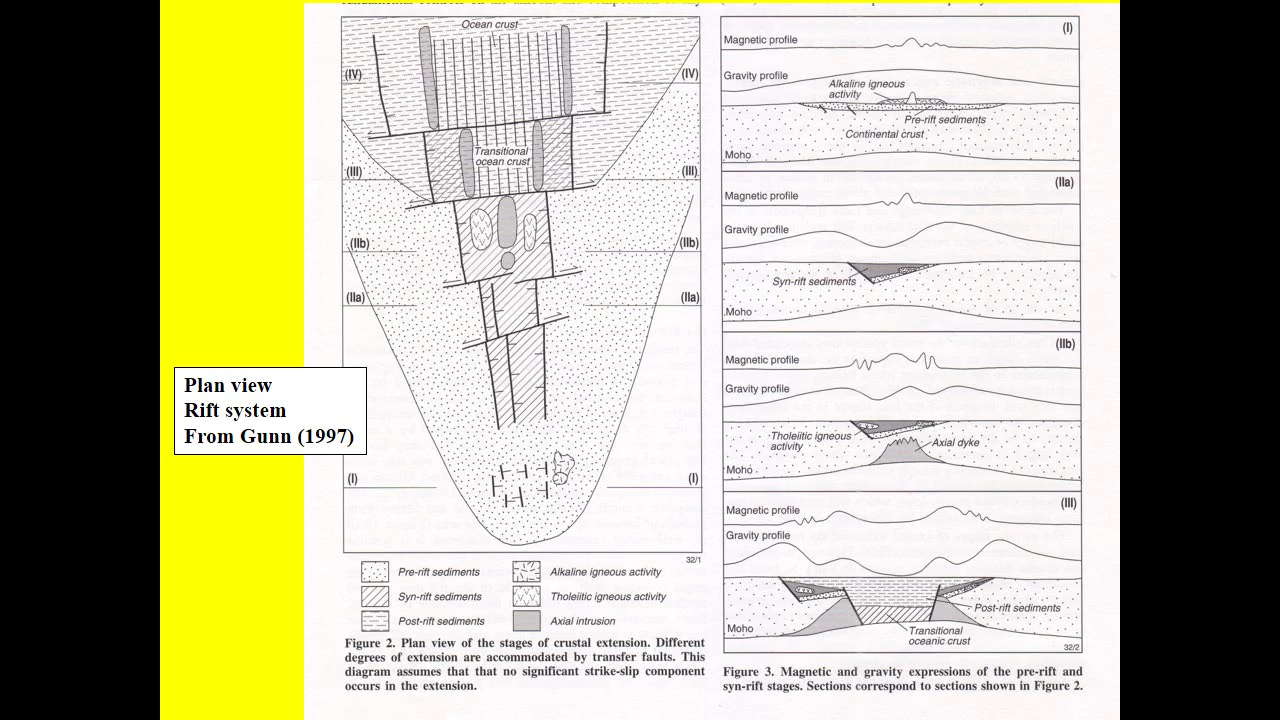 Plan view
Rift system
From Gunn (1997)
Ocean crust
(IV)
(IV)
Transitional
ocean crust
(III)
(III)
(IIb)
(IIb)
(IIa)
(IIa)
(I)
(I)
32/1
Pre-rift sediments
Alkaline igneous activity
Syn-rift sediments
Tholeiitic igneous activity
Post-rift sediments
Axial intrusion
Figure 2. Plan view of the stages of crustal extension. Different
degrees of extension are accommodated by transfer faults. This
diagram assumes that that no significant strike-slip component
occurs in the extension.
(I)
Magnetic profile
Gravity profile
Alkaline igneous
activity
Pre-rift sediments
Continental crust
Moho
(IIa)
Magnetic profile
Gravity profile
Syn-rift sediments
Moho
(IIb)
Magnetic profile
Gravity profile
Tholeiitic igneous
activity
Axial dyke
Moho
(III)
Magnetic profile
Gravity profile
Post-rift sediments
Moho
Transitional
oceanic crust
32/2
Figure 3. Magnetic and gravity expressions of the pre-rift and
syn-rift stages. Sections correspond to sections shown in Figure 2.